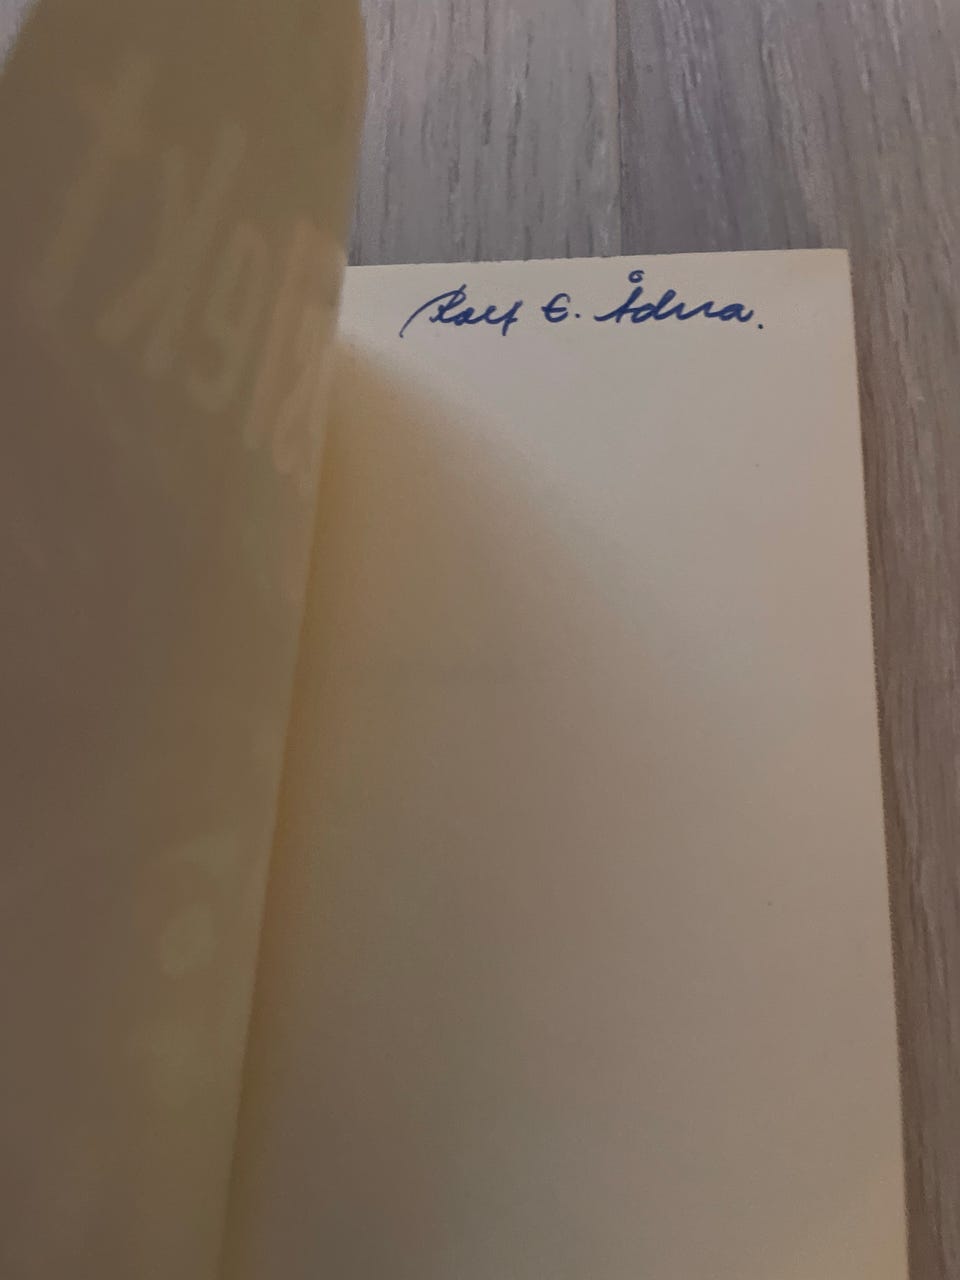 Rolf E. Ådna.